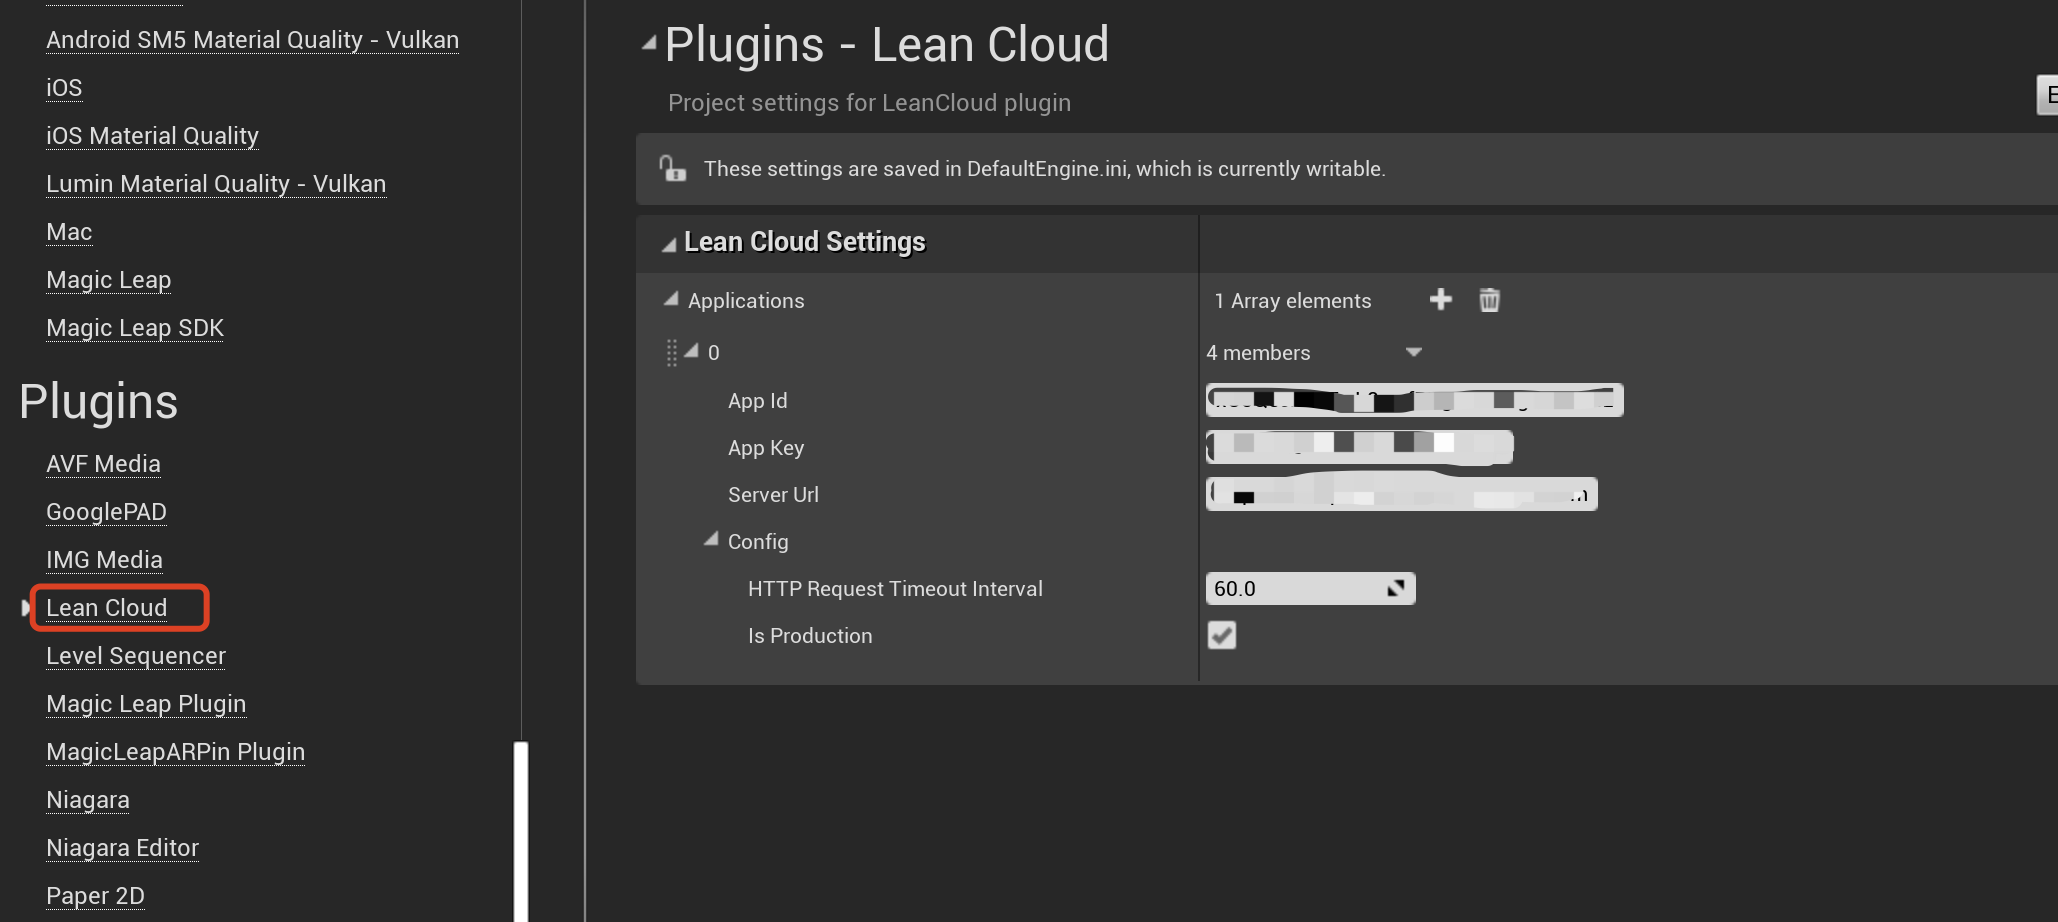 Android SM5 Material Quality - Vulkan
iOS
iOS Material Quality
Lumin Material Quality - Vulkan
Mac
Magic Leap
Magic Leap SDK
Plugins
AVF Media
GooglePAD
IMG Media
Lean Cloud
Level Sequencer
Magic Leap Plugin
MagicLeapARPin Plugin
Niagara
Niagara Editor
Paper 2D
Plugins - Lean Cloud
Project settings for LeanCloud plugin
These settings are saved in DefaultEngine.ini, which is currently writable.
Lean Cloud Settings
Applications
1 Array elements
0
4 members
App Id
App Key
Server Url
Config
HTTP Request Timeout Interval
60.0
Is Production